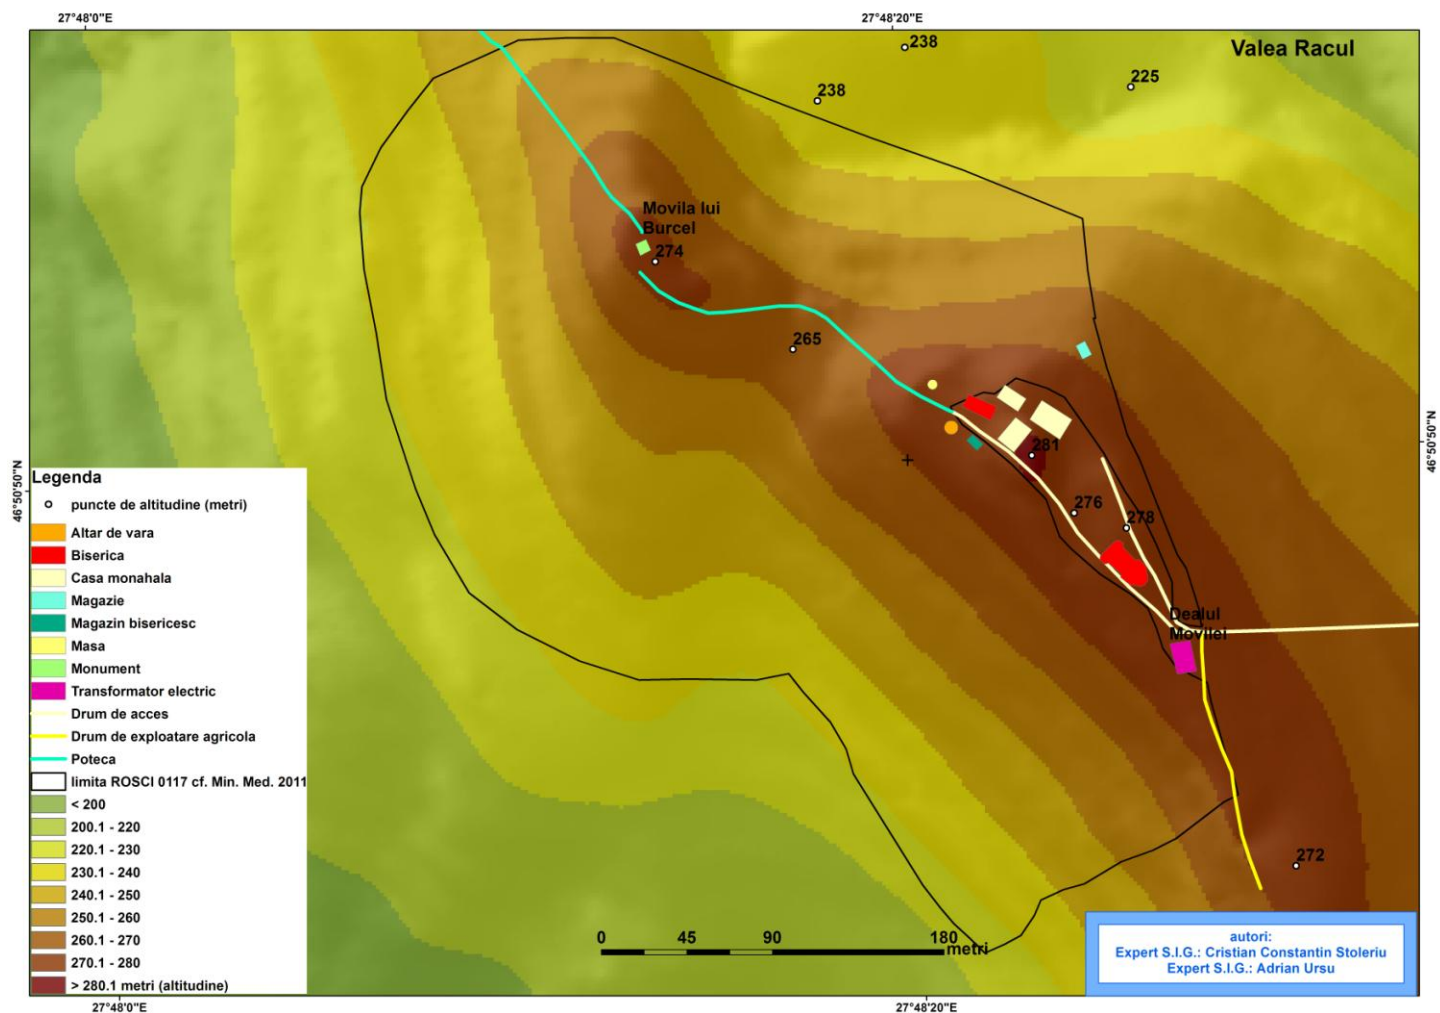 27°48'0"E
27°48'20"E
Valea Racul
238
238
225
Movila lui
Burcel
274
265
281
276
278
Dealul
Movilei
272
46°50'50"N
46°50'50"N
Legenda
puncte de altitudine (metri)
Altar de vara
Biserica
Casa monahala
Magazie
Magazin bisericesc
Masa
Monument
Transformator electric
Drum de acces
Drum de exploatare agricola
Poteca
limita ROSCI 0117 cf. Min. Med. 2011
< 200
200.1 - 220
220.1 - 230
230.1 - 240
240.1 - 250
250.1 - 260
260.1 - 270
270.1 - 280
> 280.1 metri (altitudine)
0 45 90 180
metri
autori:
Expert S.I.G.: Cristian Constantin Stoleriu
Expert S.I.G.: Adrian Ursu
27°48'0"E
27°48'20"E